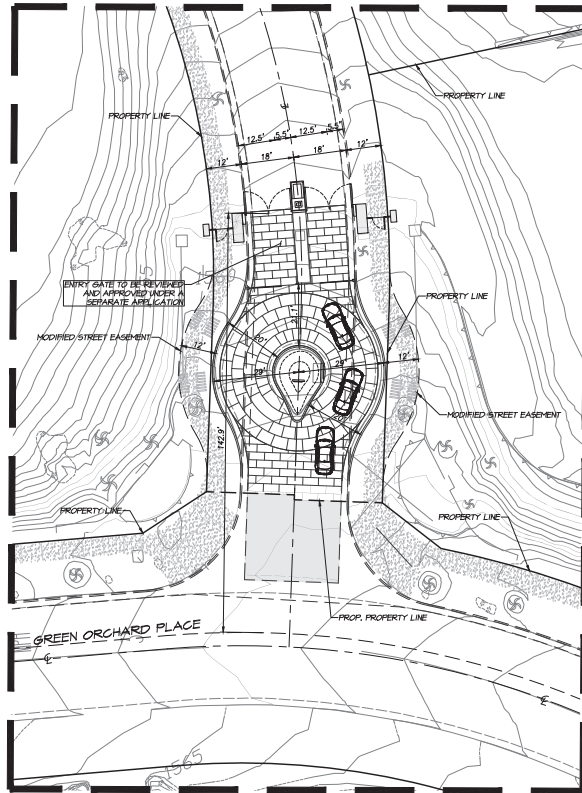 PROPERTY LINE
PROPERTY LINE
12.5'
5.5'
12.5'
5.5'
12'
18'
18'
12'
ENTRY GATE TO BE REVIEWED
AND APPROVED UNDER A
SEPARATE APPLICATION
PROPERTY LINE
MODIFIED STREET EASEMENT
20'
12'
29'
29'
12'
MODIFIED STREET EASEMENT
142.9'
PROPERTY LINE
PROPERTY LINE
PROP. PROPERTY LINE
GREEN ORCHARD PLACE
1565